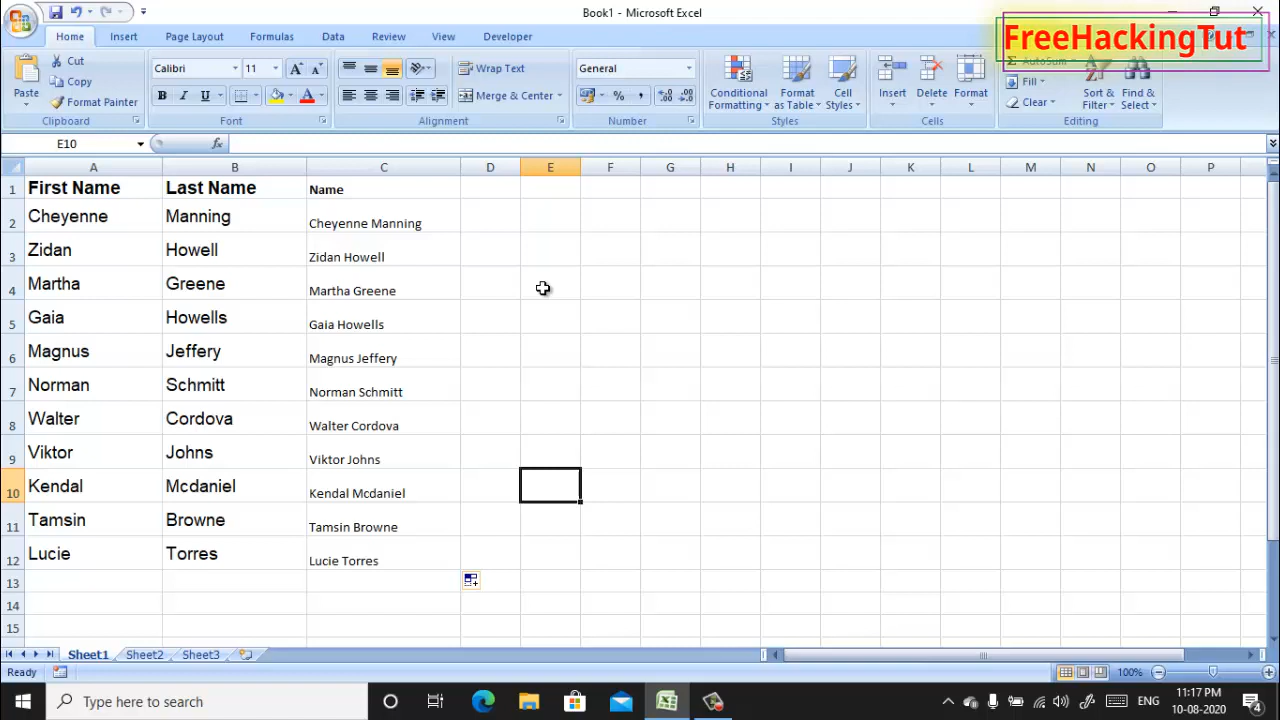 Book1 - Microsoft Excel
FreeHackingTut
Home Insert Page Layout Formulas Data Review View Developer
Paste
Cut
Copy
Format Painter
Clipboard
Calibri 11
B I U
Font
Wrap Text
Merge & Center
Alignment
General
% ,
Number
Conditional Formatting
Format as Table
Cell Styles
Styles
Insert Delete Format
Cells
Σ AutoSum
Fill
Clear
Sort & Filter
Find & Select
Editing
E10 fx
A B C D E F G H I J K L M N O P
1 First Name Last Name Name
2 Cheyenne Manning Cheyenne Manning
3 Zidan Howell Zidan Howell
4 Martha Greene Martha Greene
5 Gaia Howells Gaia Howells
6 Magnus Jeffery Magnus Jeffery
7 Norman Schmitt Norman Schmitt
8 Walter Cordova Walter Cordova
9 Viktor Johns Viktor Johns
10 Kendal Mcdaniel Kendal Mcdaniel
11 Tamsin Browne Tamsin Browne
12 Lucie Torres Lucie Torres
13
14
15
Sheet1 Sheet2 Sheet3
Ready 100%
Type here to search
ENG
11:17 PM
10-08-2020
4